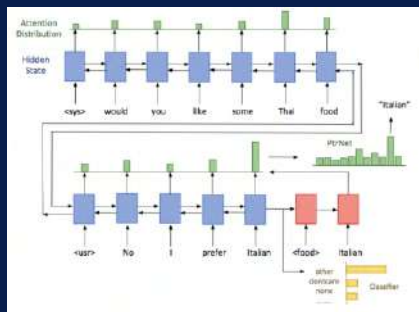 Attention
Distribution
Hidden
State
<sys> would you like some Thai food
"Italian"
PtrNet
<usr> No I prefer Italian <food> Italian
other
dontcare
none
Classifier